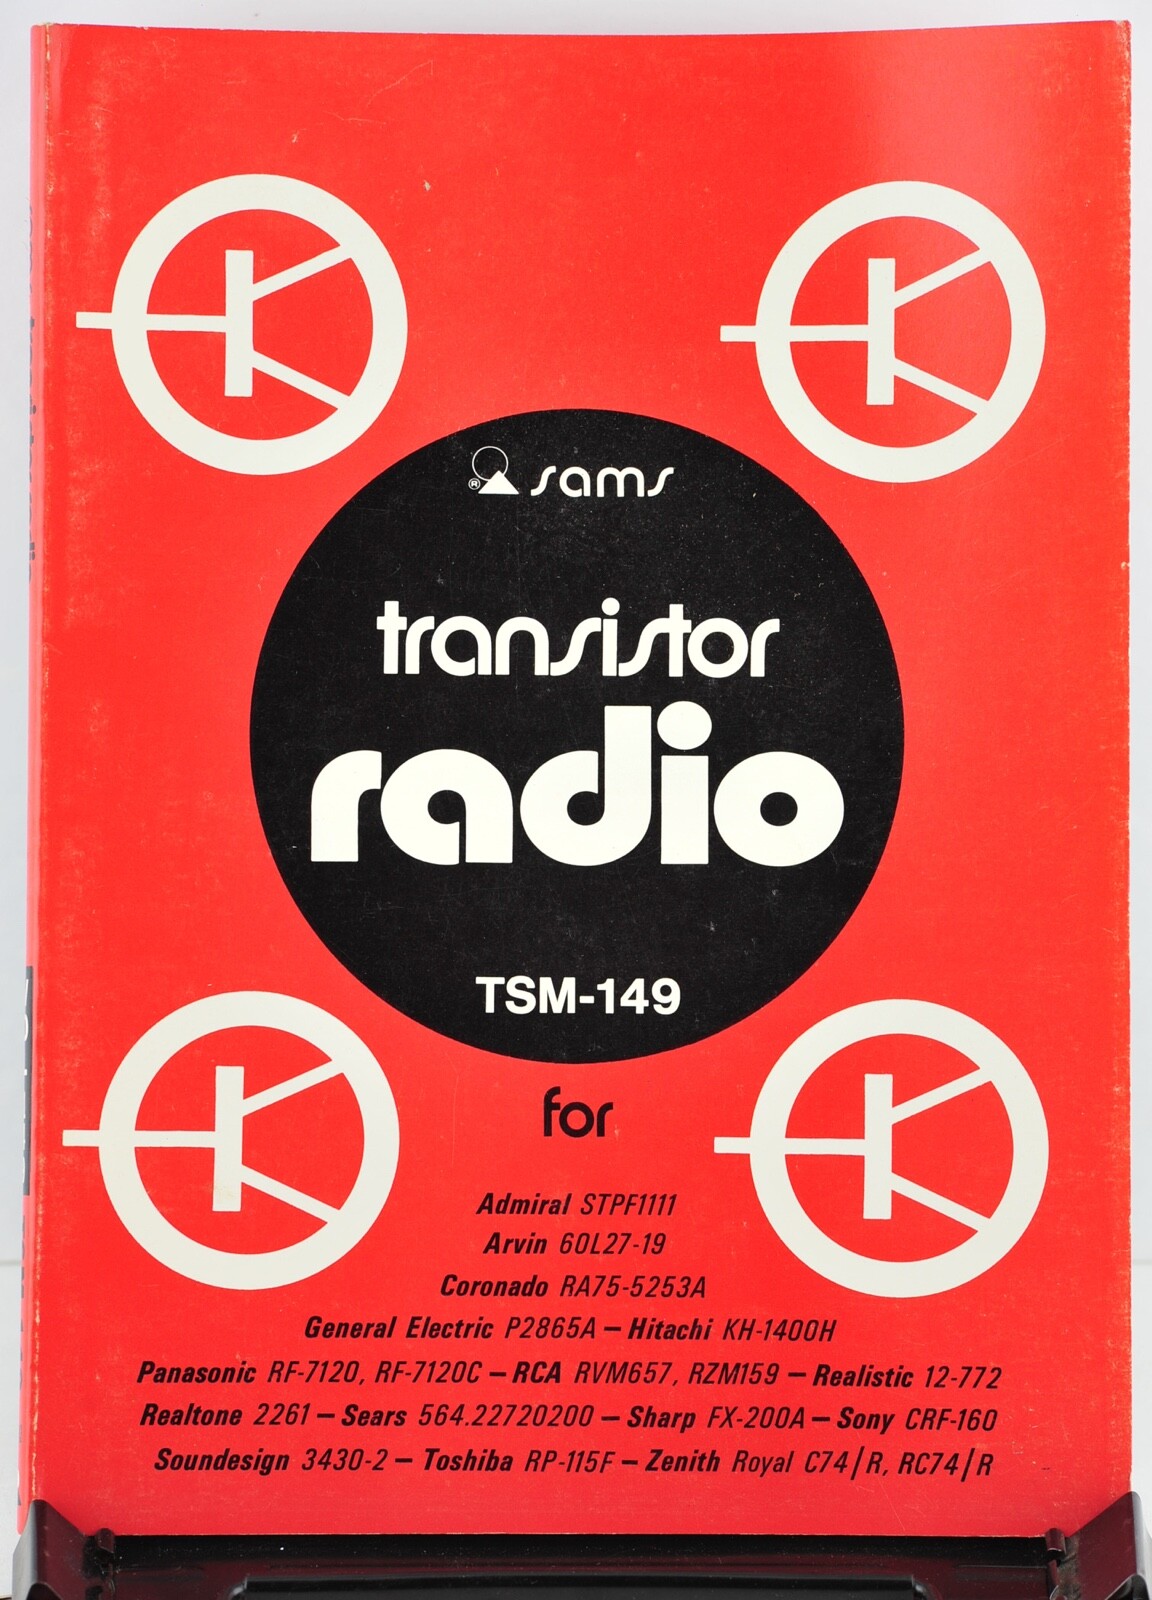 ® sams
transistor
radio
TSM-149
for
Admiral STPF1111
Arvin 60L27-19
Coronado RA75-5253A
General Electric P2865A — Hitachi KH-1400H
Panasonic RF-7120, RF-7120C — RCA RVM657, RZM159 — Realistic 12-772
Realtone 2261 — Sears 564.22720200 — Sharp FX-200A — Sony CRF-160
Soundesign 3430-2 — Toshiba RP-115F — Zenith Royal C74/R, RC74/R